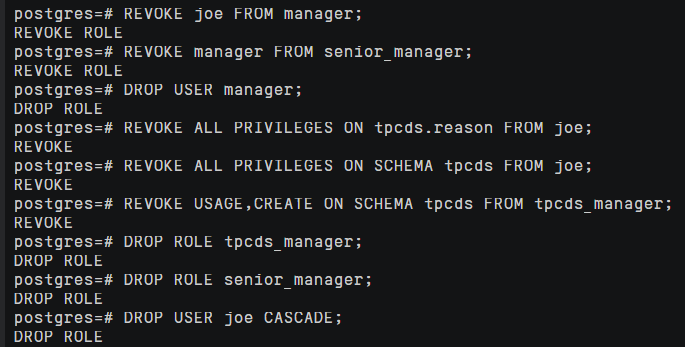 postgres=# REVOKE joe FROM manager;
REVOKE ROLE
postgres=# REVOKE manager FROM senior_manager;
REVOKE ROLE
postgres=# DROP USER manager;
DROP ROLE
postgres=# REVOKE ALL PRIVILEGES ON tpcds.reason FROM joe;
REVOKE
postgres=# REVOKE ALL PRIVILEGES ON SCHEMA tpcds FROM joe;
REVOKE
postgres=# REVOKE USAGE,CREATE ON SCHEMA tpcds FROM tpcds_manager;
REVOKE
postgres=# DROP ROLE tpcds_manager;
DROP ROLE
postgres=# DROP ROLE senior_manager;
DROP ROLE
postgres=# DROP USER joe CASCADE;
DROP ROLE